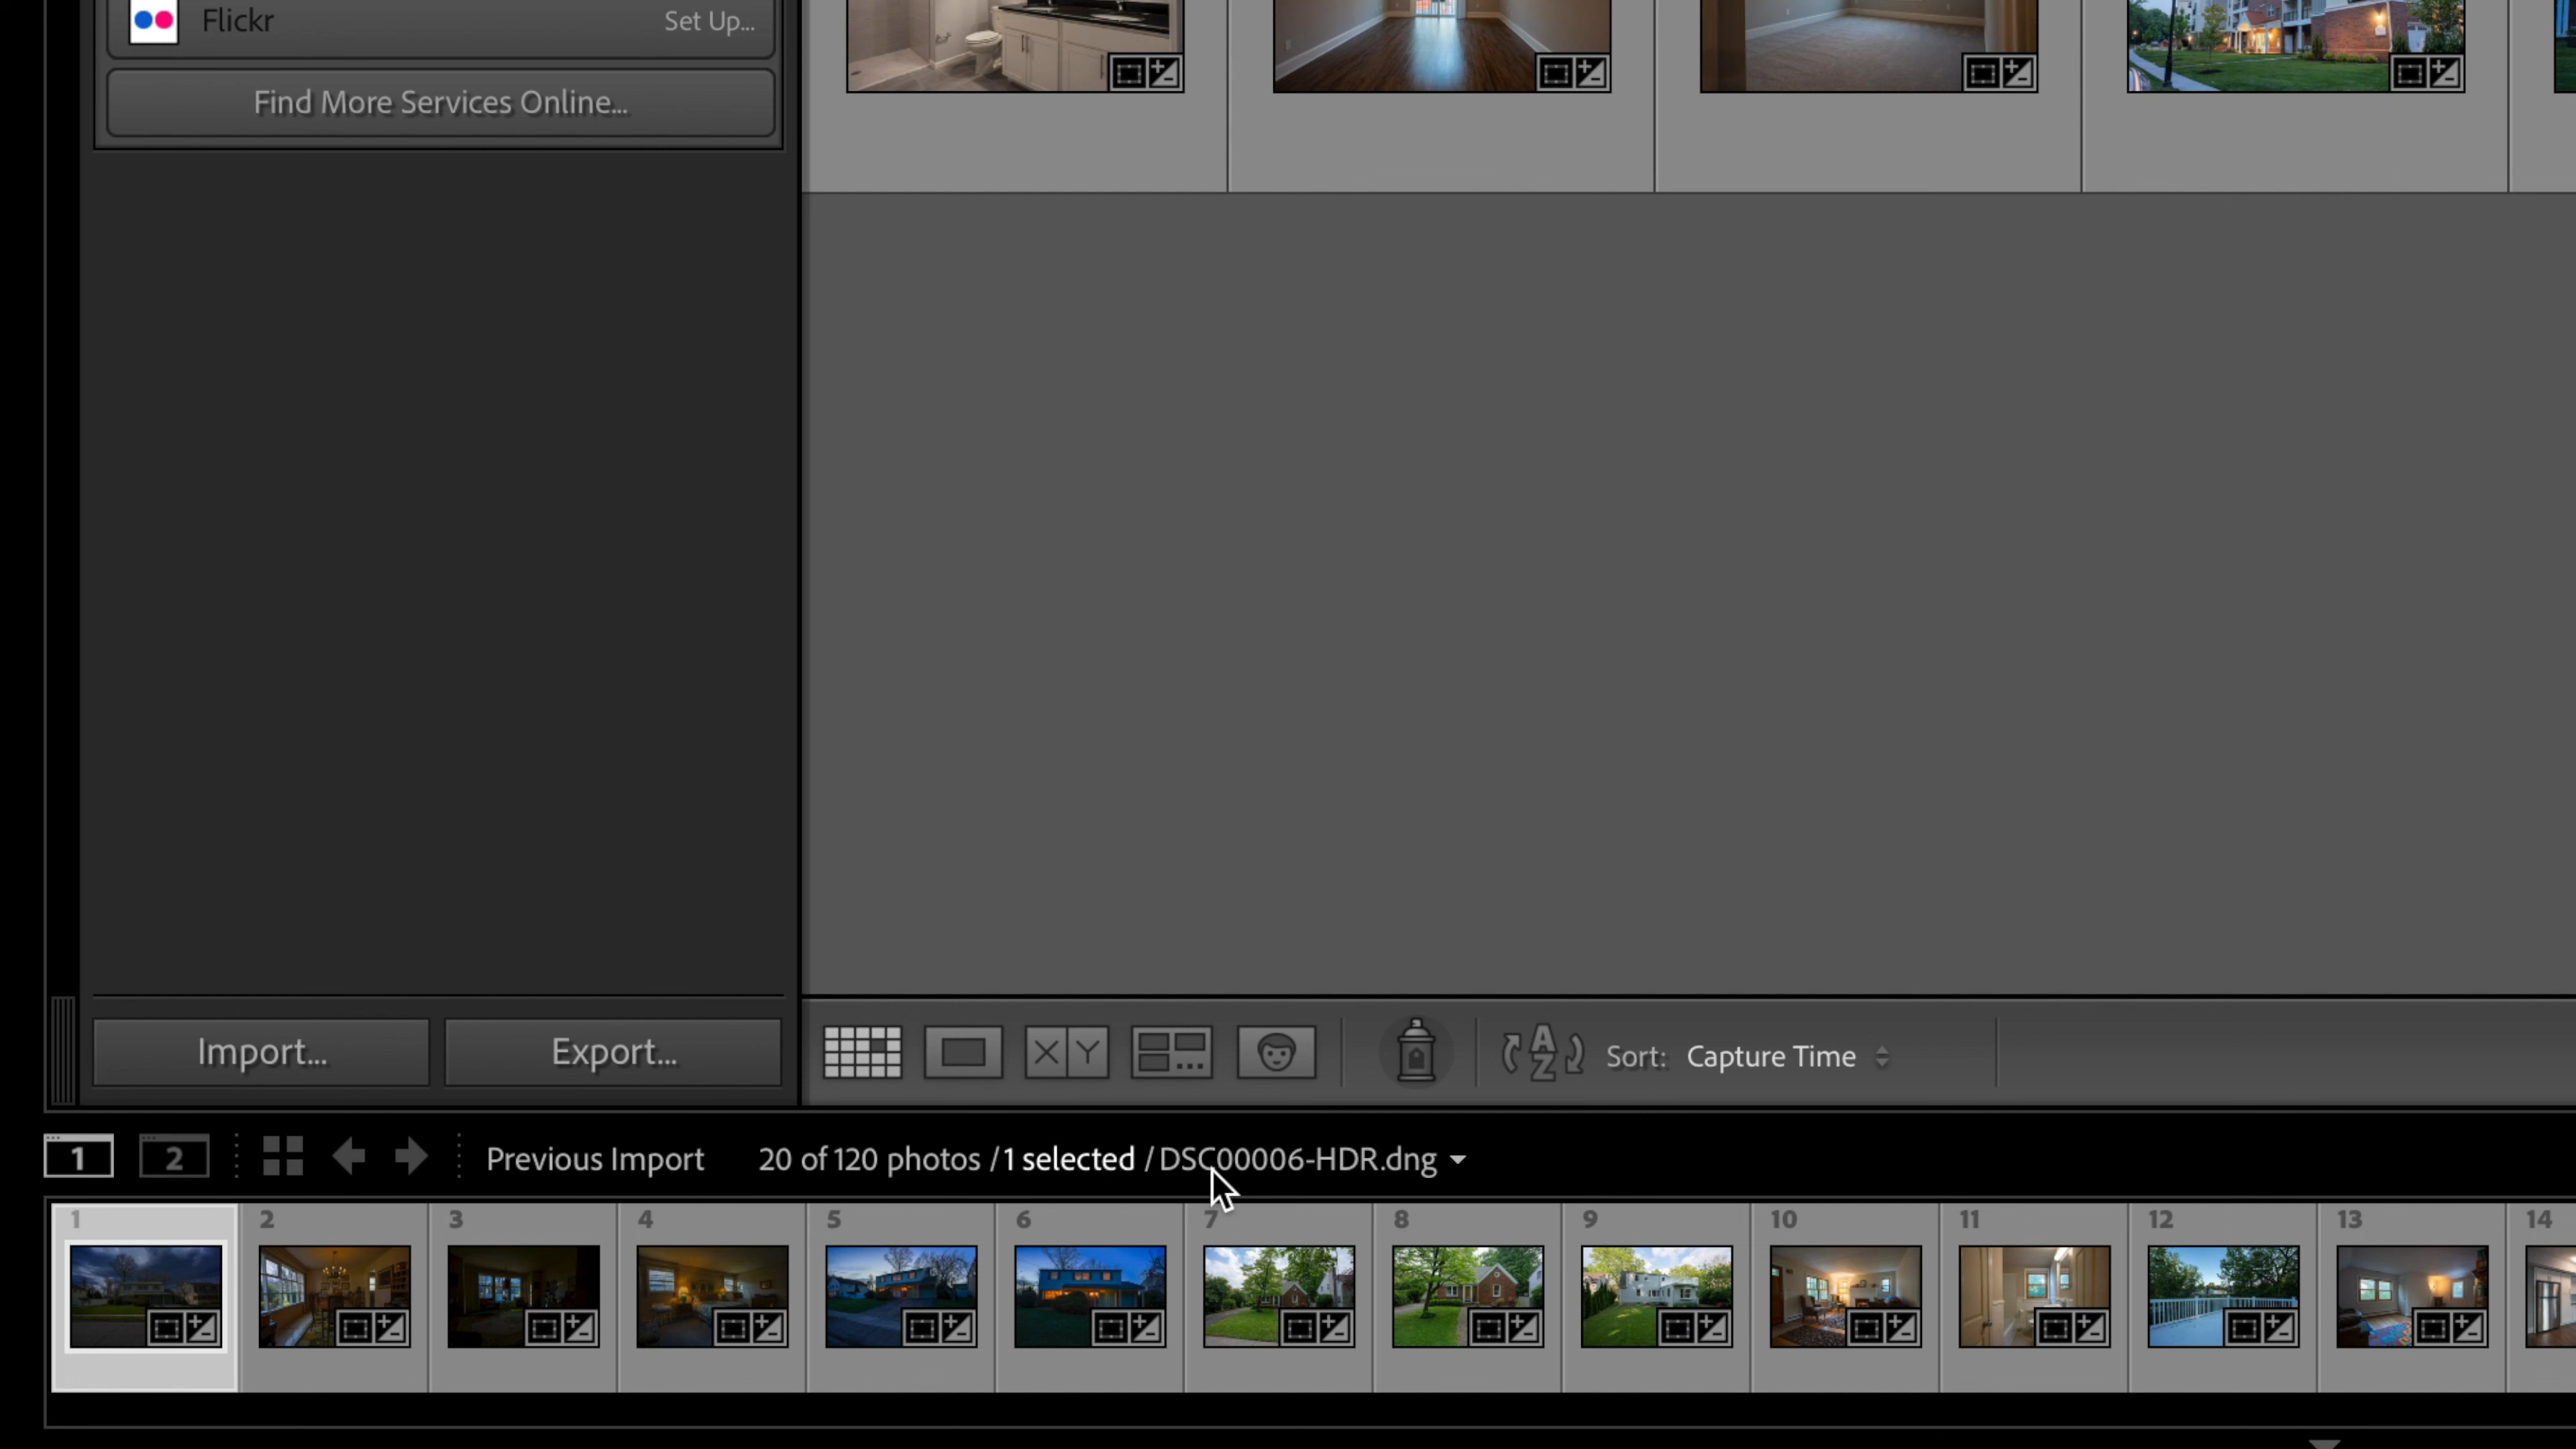 Flickr Set Up...
Find More Services Online...
Import... Export... X Y A Z Sort: Capture Time
1 2 Previous Import 20 of 120 photos / 1 selected / DSC00006-HDR.dng
1 2 3 4 5 6 7 8 9 10 11 12 13 14